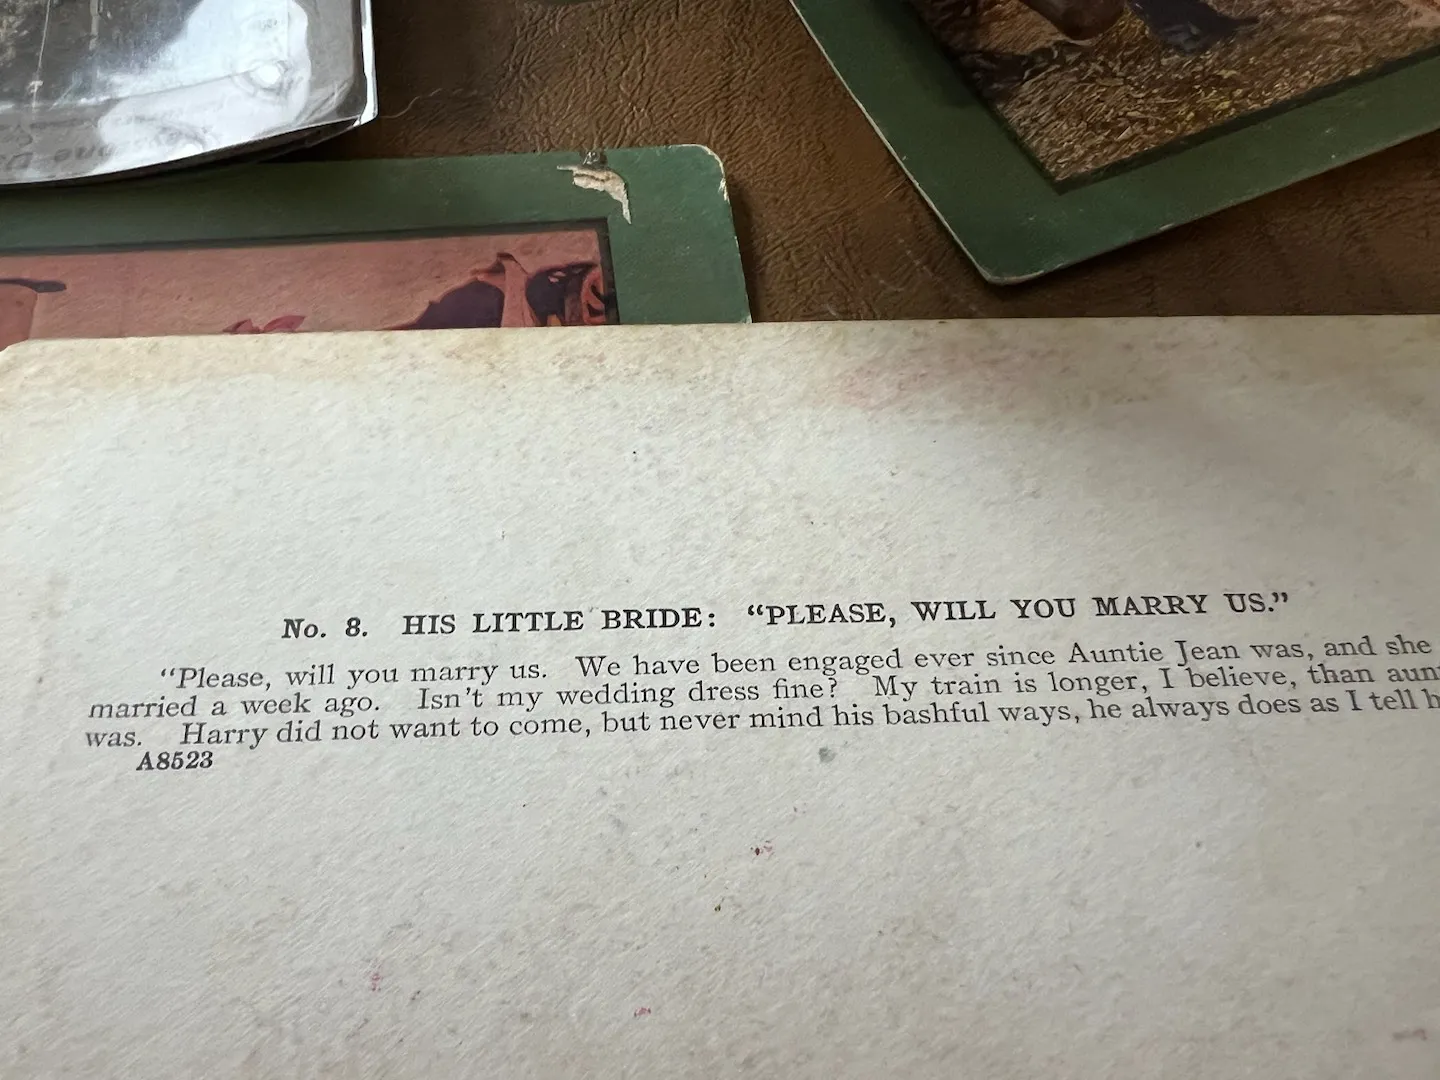 No. 8. HIS LITTLE BRIDE: “PLEASE, WILL YOU MARRY US.”
“Please, will you marry us. We have been engaged ever since Auntie Jean was, and she
married a week ago. Isn’t my wedding dress fine? My train is longer, I believe, than
was. Harry did not want to come, but never mind his bashful ways, he always does as I tell
A8523